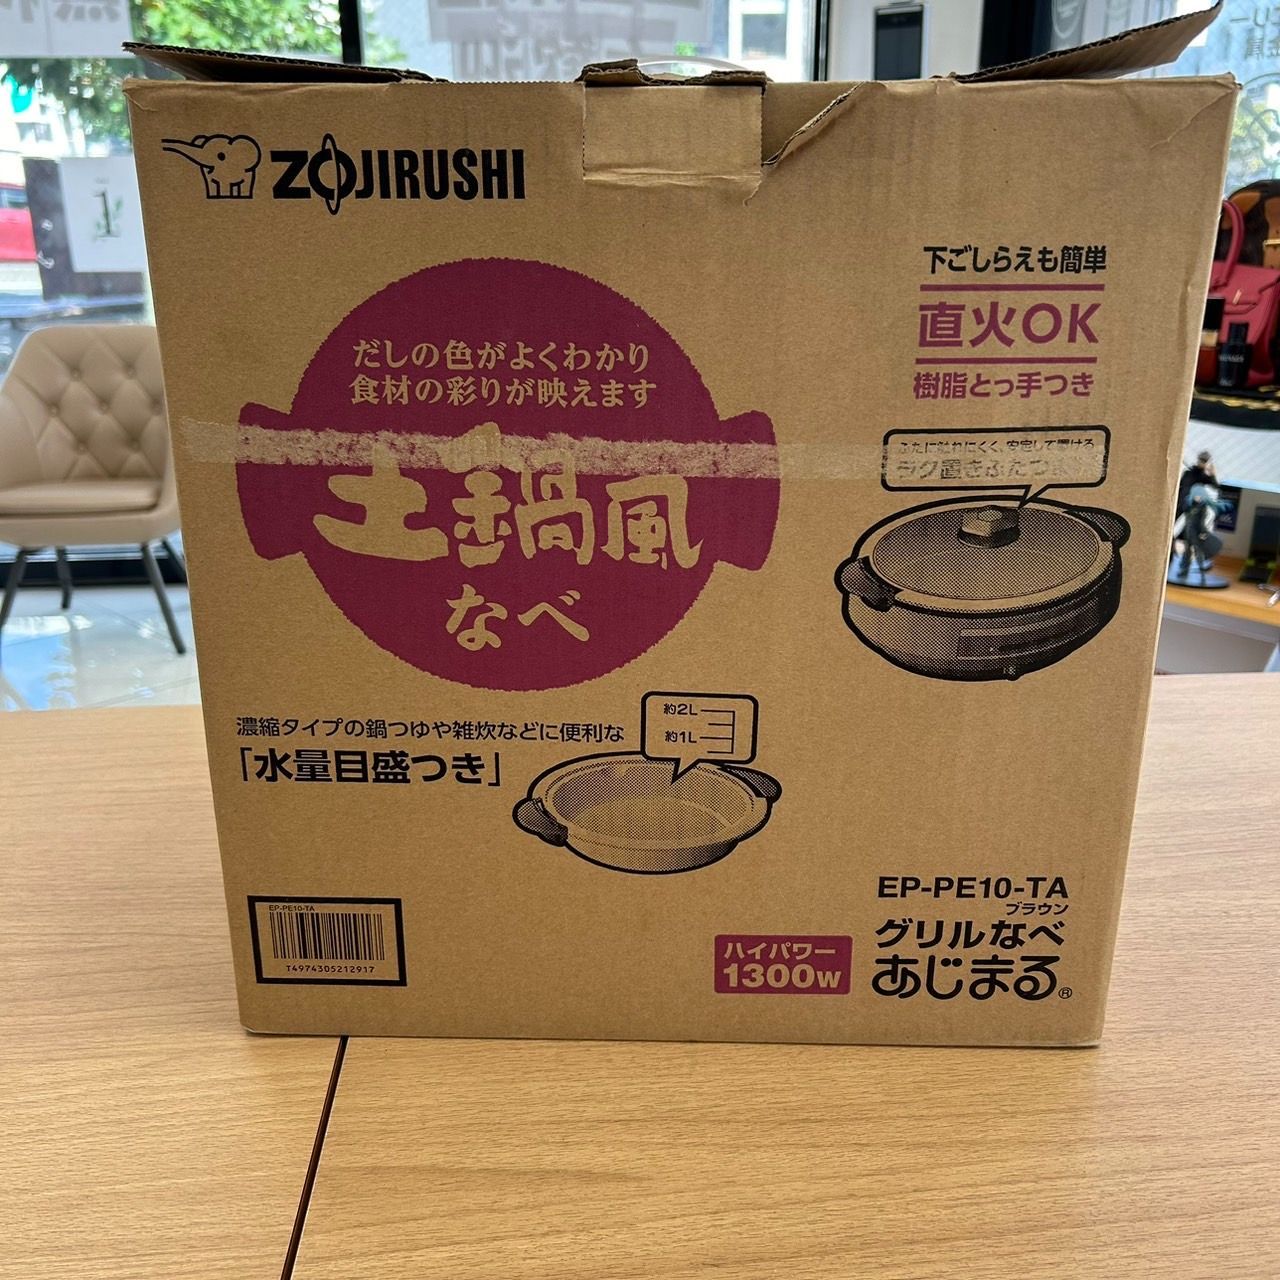 ZOJIRUSHI
下ごしらえも簡単
直火OK
樹脂とっ手つき
だしの色がよくわかり
食材の彩りが映えます
土鍋風
なべ
ふたに触れにくく、安定して置ける
ラク置きふたつまみ
濃縮タイプの鍋つゆや雑炊などに便利な
「水量目盛つき」
約2L
約1L
EP-PE10-TA
ブラウン
グリルなべ
あじまる®
ハイパワー
1300W
EP-PE10-TA
T4974305212917
1